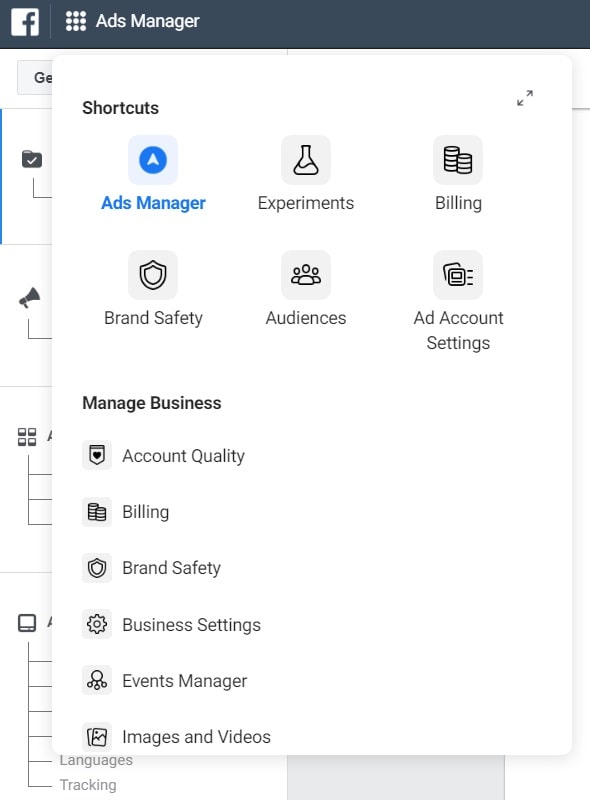 Ads Manager
Ge
Shortcuts
Ads Manager
Experiments
Billing
Brand Safety
Audiences
Ad Account
Settings
Manage Business
Account Quality
Billing
Brand Safety
Business Settings
Events Manager
Images and Videos
Languages
Tracking